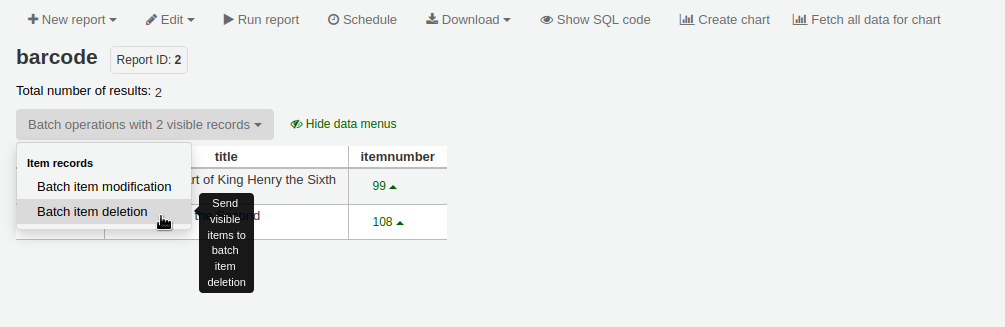 New report Edit Run report Schedule Download Show SQL code Create chart Fetch all data for chart
barcode Report ID: 2
Total number of results: 2
Batch operations with 2 visible records Hide data menus
title itemnumber
Item records
Batch item modification
Batch item deletion
of King Henry the Sixth 99
108
Send
visible
items to
batch
item
deletion